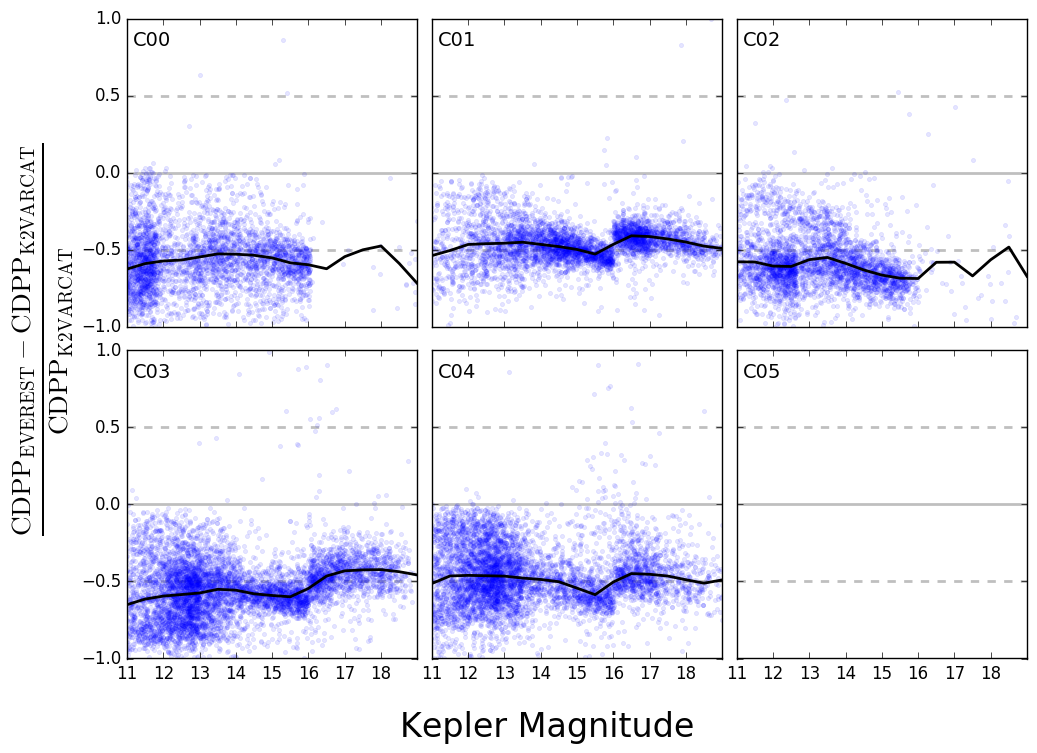 C00
C01
C02
1.0
0.5
0.0
−0.5
−1.0
C03
C04
C05
1.0
0.5
0.0
−0.5
−1.0
11 12 13 14 15 16 17 18
11 12 13 14 15 16 17 18
11 12 13 14 15 16 17 18
CDPP_EVEREST − CDPP_K2VARCAT
CDPP_K2VARCAT
Kepler Magnitude